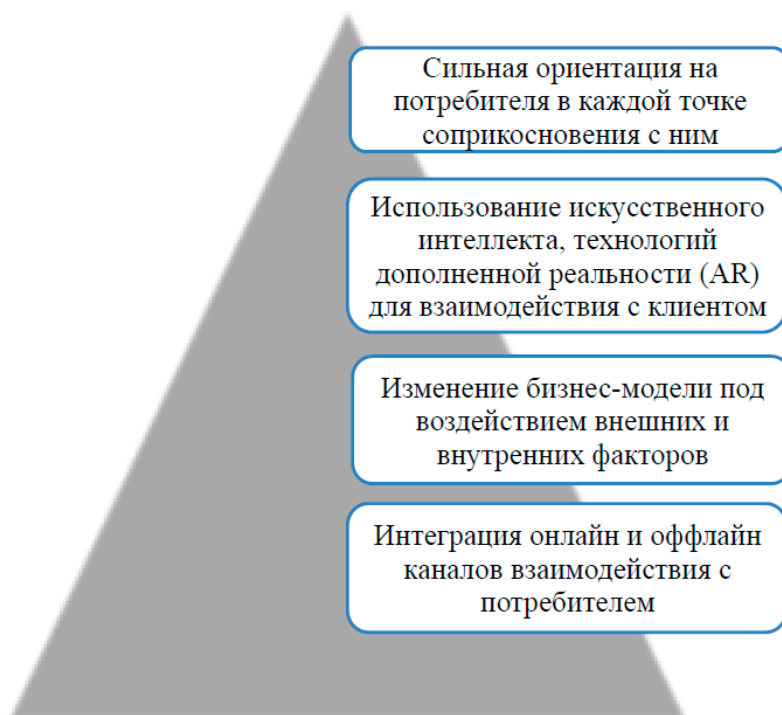 Сильная ориентация на
потребителя в каждой точке
соприкосновения с ним
Использование искусственного
интеллекта, технологий
дополненной реальности (AR)
для взаимодействия с клиентом
Изменение бизнес-модели под
воздействием внешних и
внутренних факторов
Интеграция онлайн и оффлайн
каналов взаимодействия с
потребителем